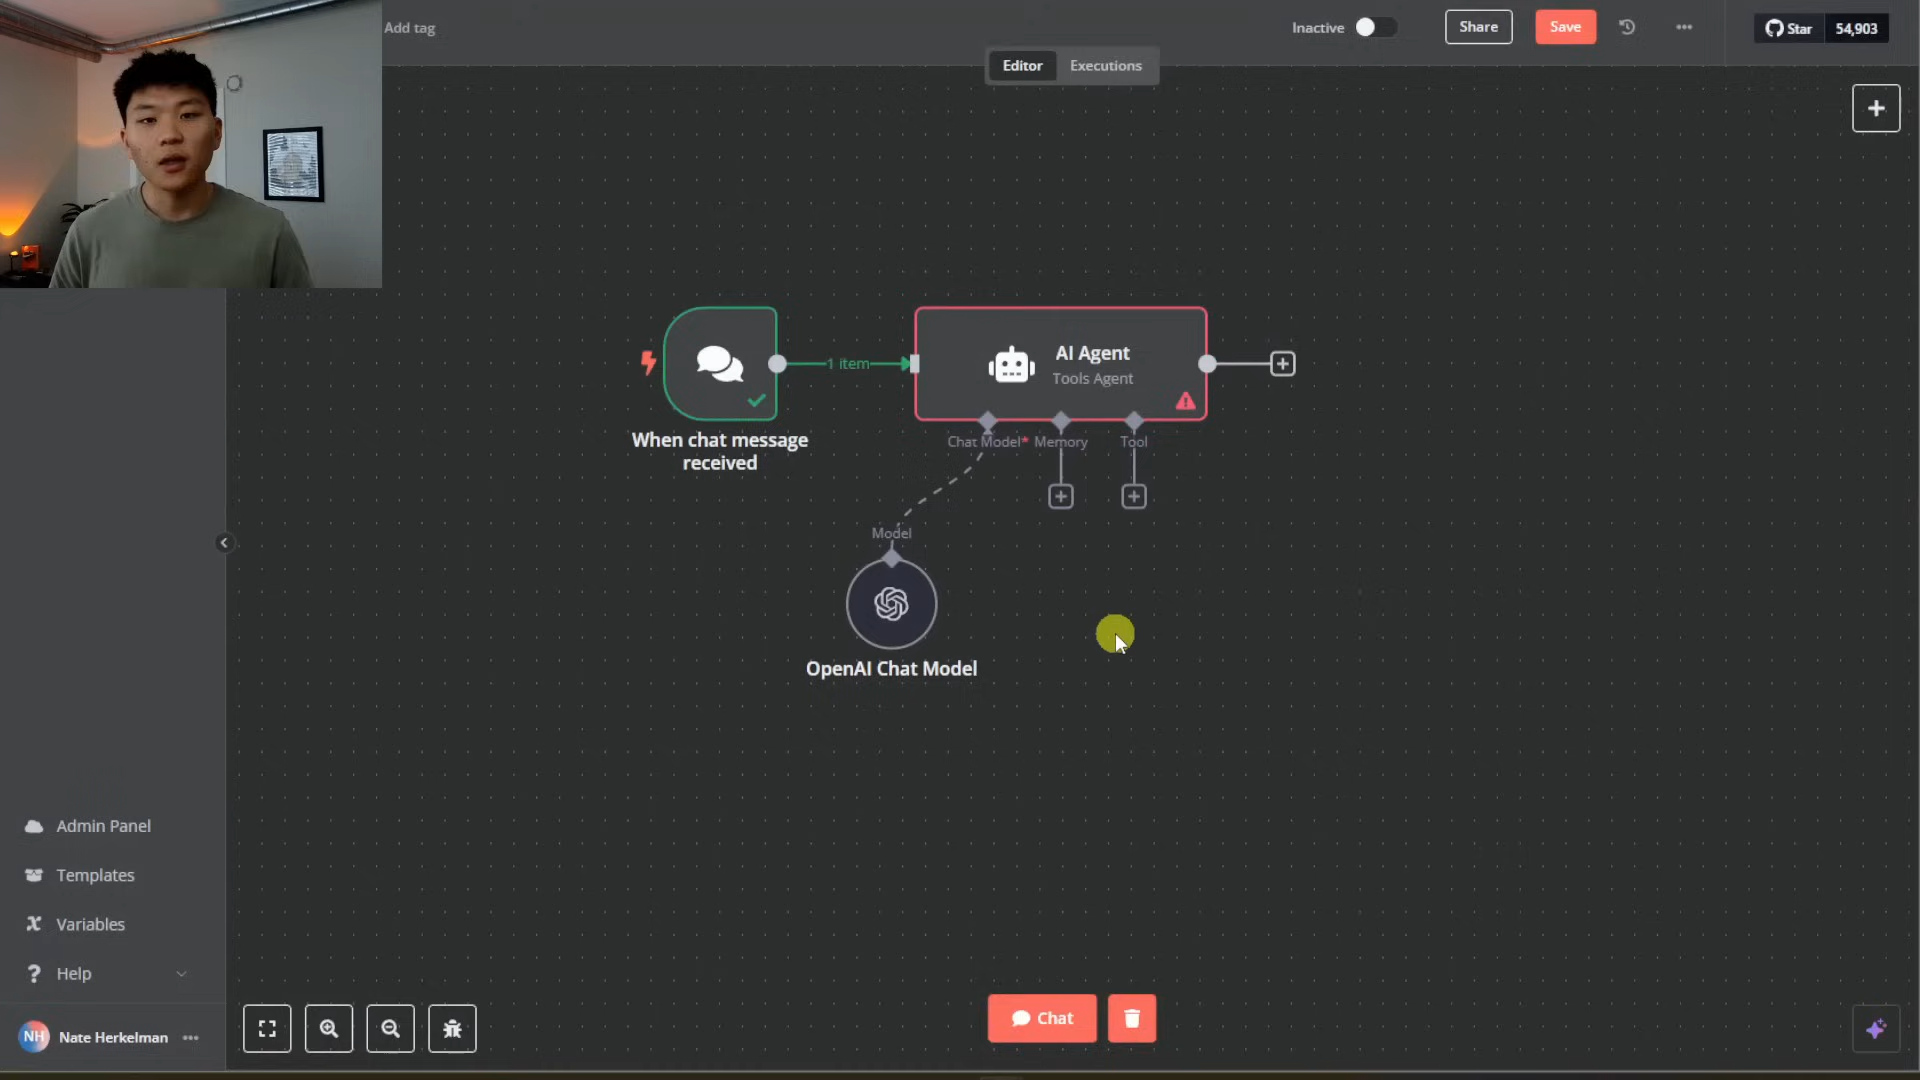 Add tag
Inactive
Share
Save
Star
54,903
Editor
Executions
1 item
AI Agent
Tools Agent
When chat message
received
Chat Model*
Memory
Tool
Model
OpenAI Chat Model
Admin Panel
Templates
Variables
Help
NH
Nate Herkelman
Chat